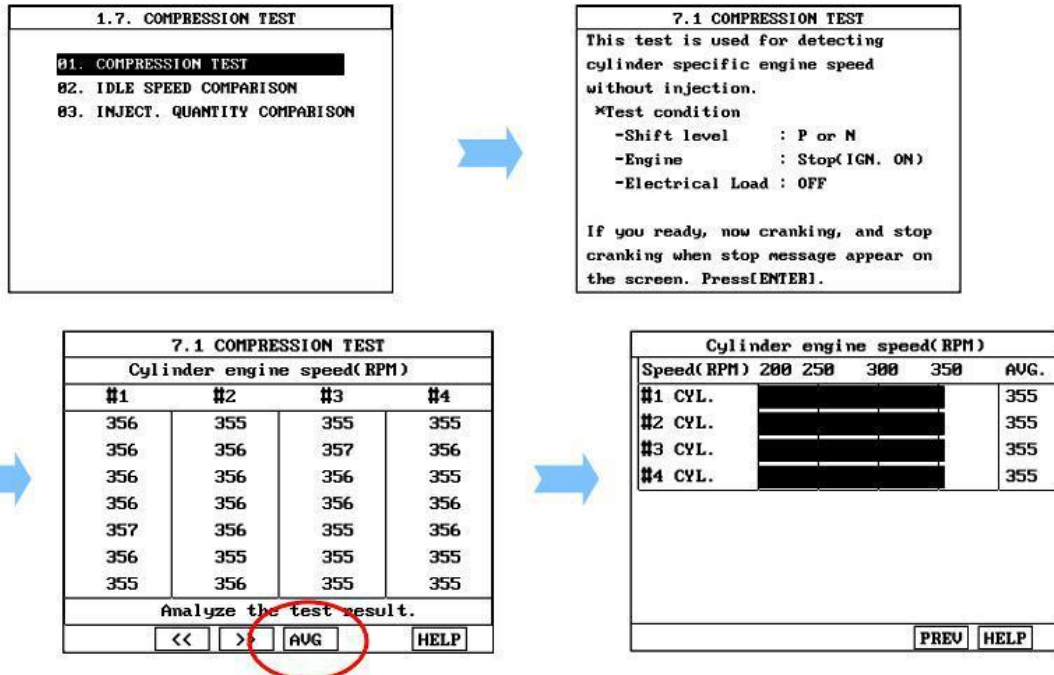 1.7. COMPRESSION TEST
01. COMPRESSION TEST
02. IDLE SPEED COMPARISON
03. INJECT. QUANTITY COMPARISON
7.1 COMPRESSION TEST
This test is used for detecting
cylinder specific engine speed
without injection.
*Test condition
-Shift level : P or N
-Engine : Stop(IGN. ON)
-Electrical Load : OFF
If you ready, now cranking, and stop
cranking when stop message appear on
the screen. Press[ENTER].
7.1 COMPRESSION TEST
Cylinder engine speed(RPM)
#1 #2 #3 #4
356 355 355 355
356 356 357 356
356 356 356 355
356 356 356 356
357 356 355 356
356 355 355 355
355 356 355 355
Analyze the test result.
<< >> AVG HELP
Cylinder engine speed(RPM)
Speed(RPM) 200 250 300 350 AVG.
#1 CYL. 355
#2 CYL. 355
#3 CYL. 355
#4 CYL. 355
PREV HELP